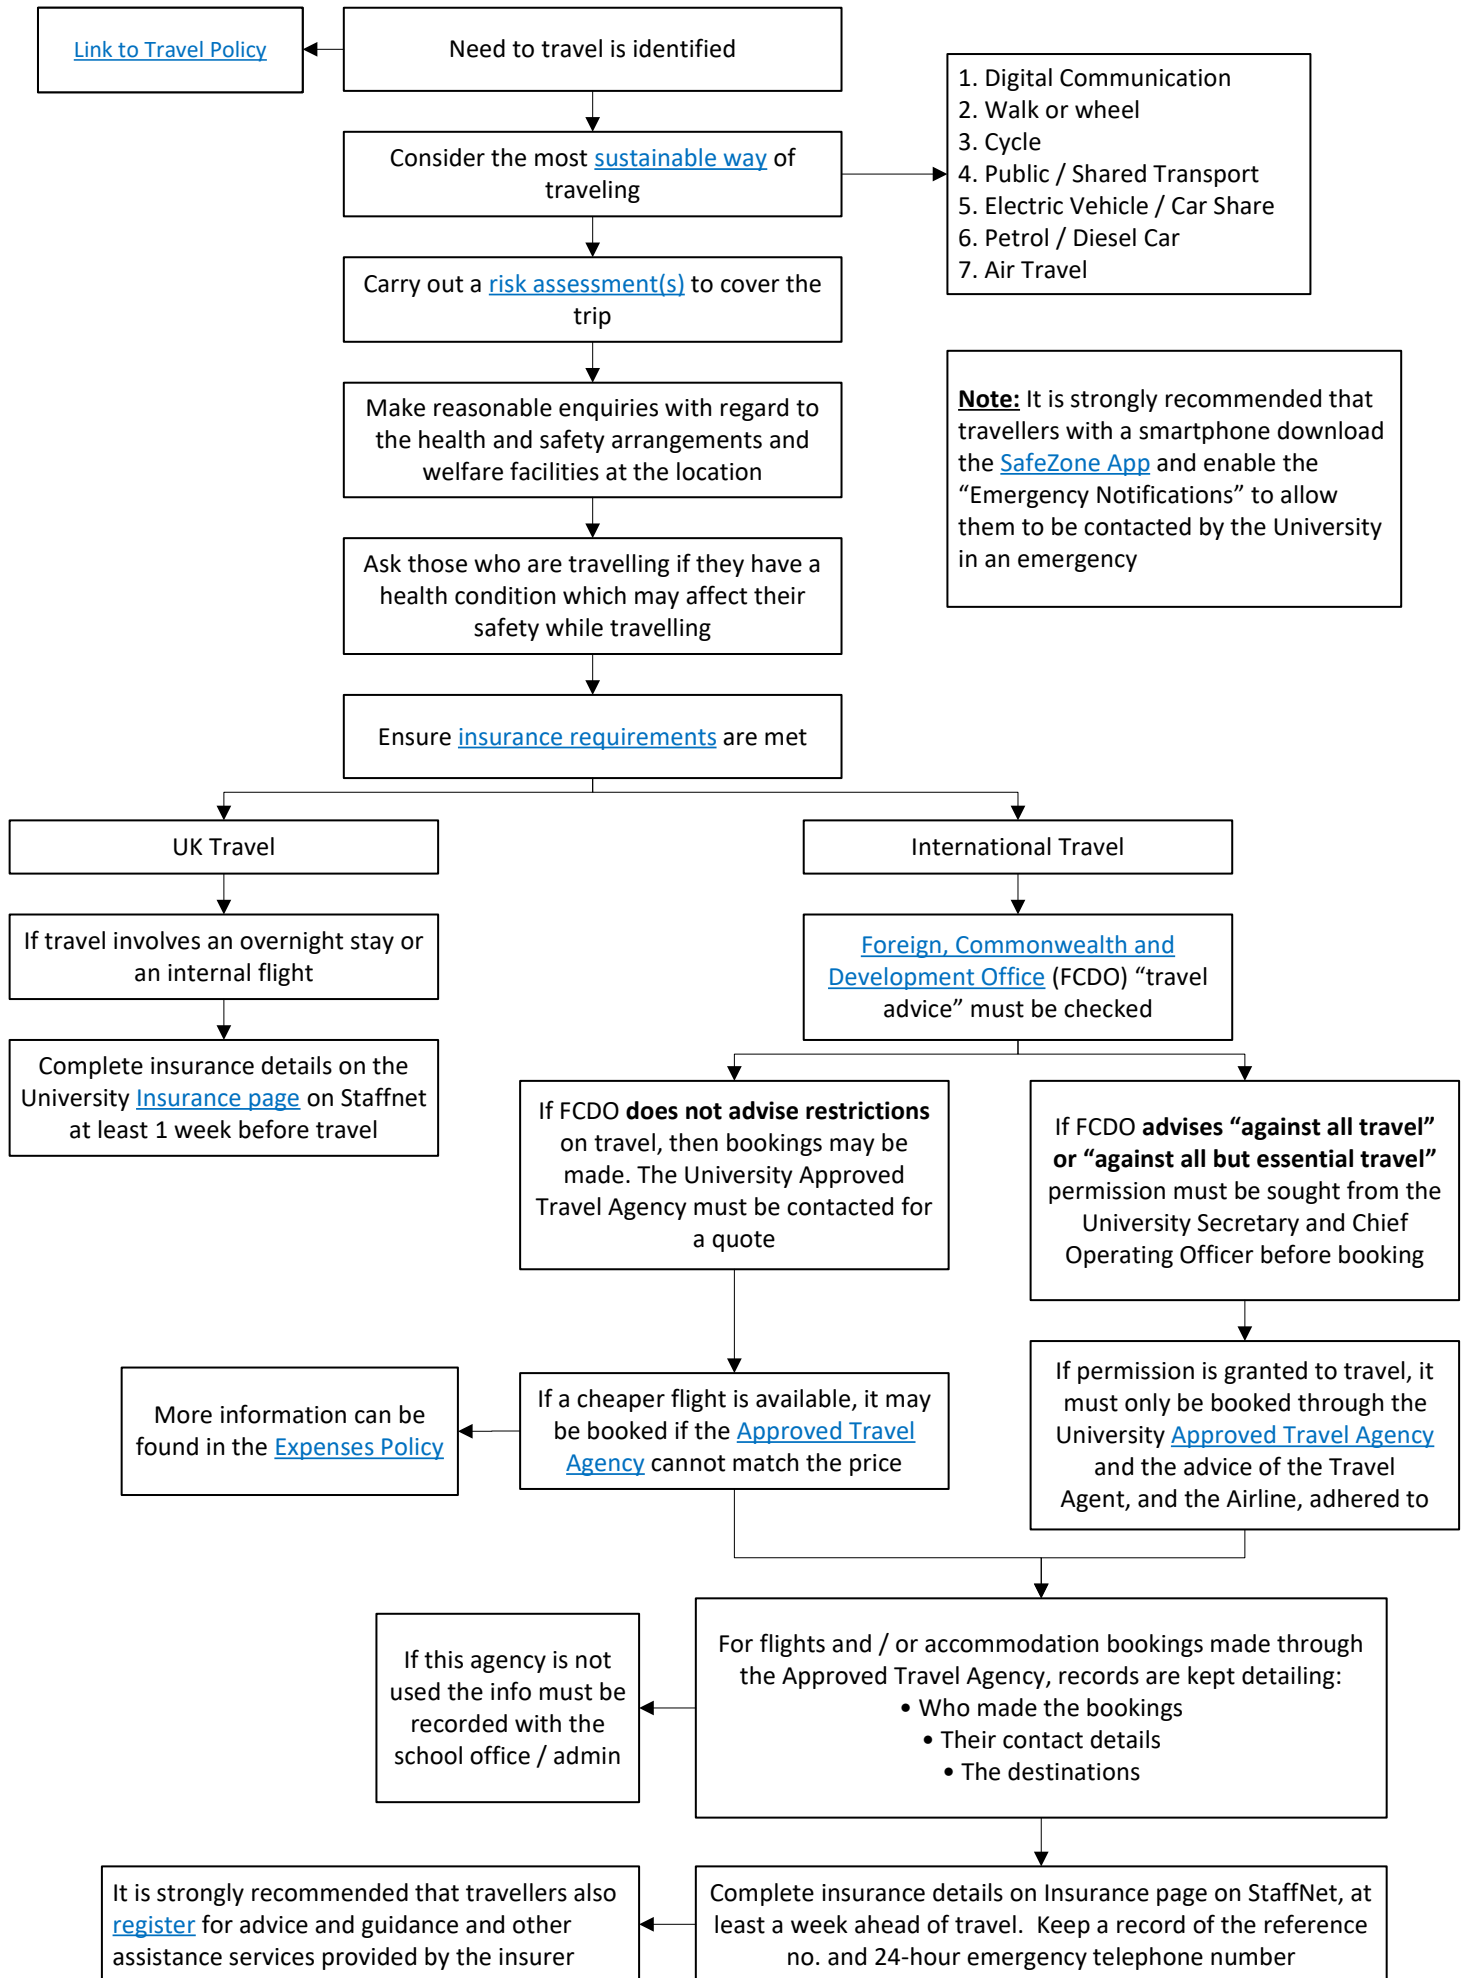 Link to Travel Policy
Need to travel is identified
1. Digital Communication
2. Walk or wheel
3. Cycle
4. Public / Shared Transport
5. Electric Vehicle / Car Share
6. Petrol / Diesel Car
7. Air Travel
Consider the most sustainable way of
traveling
Carry out a risk assessment(s) to cover the
trip
Note: It is strongly recommended that
travellers with a smartphone download
the SafeZone App and enable the
“Emergency Notifications” to allow
them to be contacted by the University
in an emergency
Make reasonable enquiries with regard to
the health and safety arrangements and
welfare facilities at the location
Ask those who are travelling if they have a
health condition which may affect their
safety while travelling
Ensure insurance requirements are met
UK Travel
If travel involves an overnight stay or
an internal flight
Complete insurance details on the
University Insurance page on Staffnet
at least 1 week before travel
International Travel
Foreign, Commonwealth and
Development Office (FCDO) “travel
advice” must be checked
If FCDO does not advise restrictions
on travel, then bookings may be
made. The University Approved
Travel Agency must be contacted for
a quote
If FCDO advises “against all travel”
or “against all but essential travel”
permission must be sought from the
University Secretary and Chief
Operating Officer before booking
More information can be
found in the Expenses Policy
If a cheaper flight is available, it may
be booked if the Approved Travel
Agency cannot match the price
If permission is granted to travel, it
must only be booked through the
University Approved Travel Agency
and the advice of the Travel
Agent, and the Airline, adhered to
If this agency is not
used the info must be
recorded with the
school office / admin
For flights and / or accommodation bookings made through
the Approved Travel Agency, records are kept detailing:
• Who made the bookings
• Their contact details
• The destinations
It is strongly recommended that travellers also
register for advice and guidance and other
assistance services provided by the insurer
Complete insurance details on Insurance page on StaffNet, at
least a week ahead of travel.  Keep a record of the reference
no. and 24-hour emergency telephone number